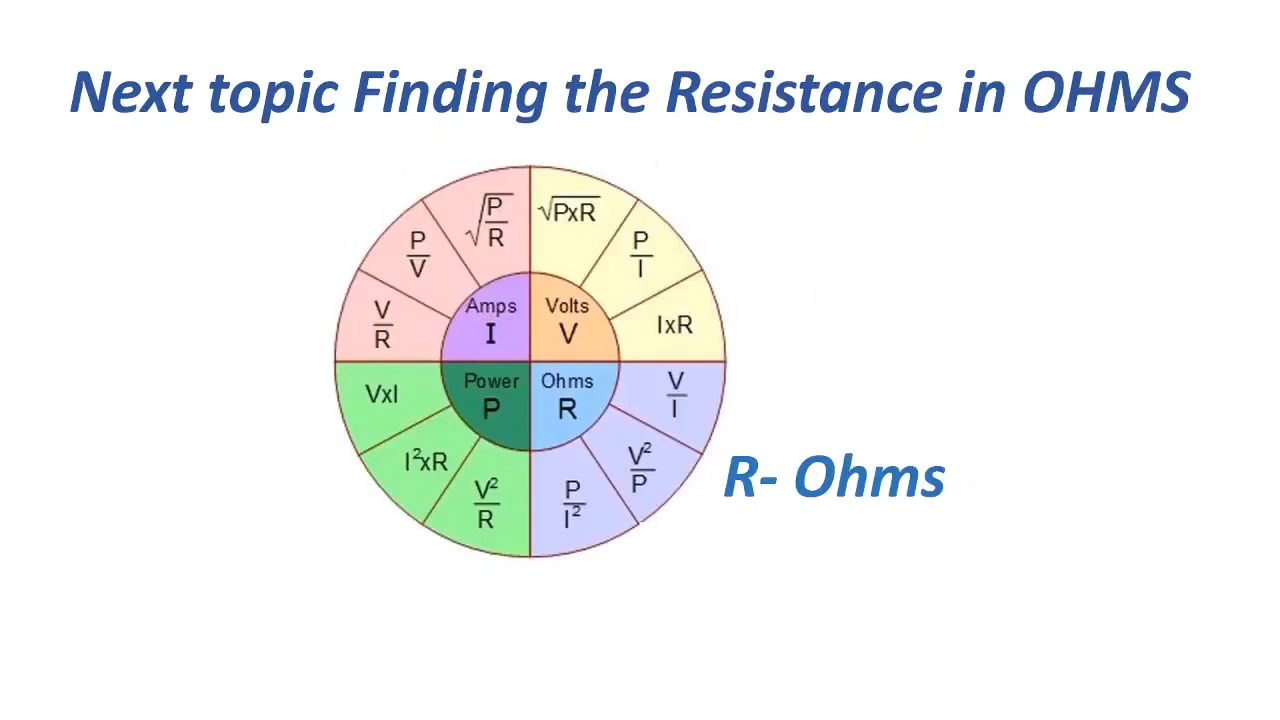 Next topic Finding the Resistance in OHMS
√P/R
√PxR
P/V
P/I
V/R
IxR
Amps
I
Volts
V
Power
P
Ohms
R
VxI
V/I
I²xR
V²/P
V²/R
P/I²
R- Ohms